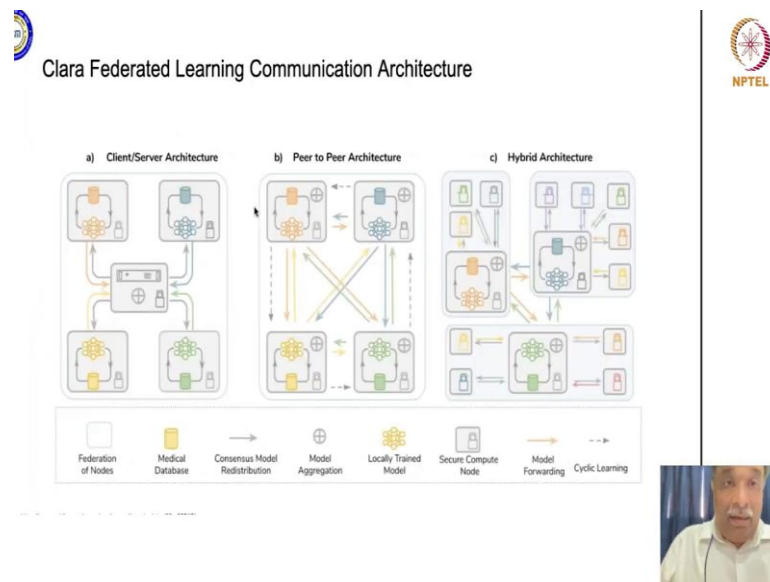 Clara Federated Learning Communication Architecture
NPTEL
a) Client/Server Architecture
b) Peer to Peer Architecture
c) Hybrid Architecture
Federation of Nodes
Medical Database
Consensus Model Redistribution
Model Aggregation
Locally Trained Model
Secure Compute Node
Model Forwarding
Cyclic Learning